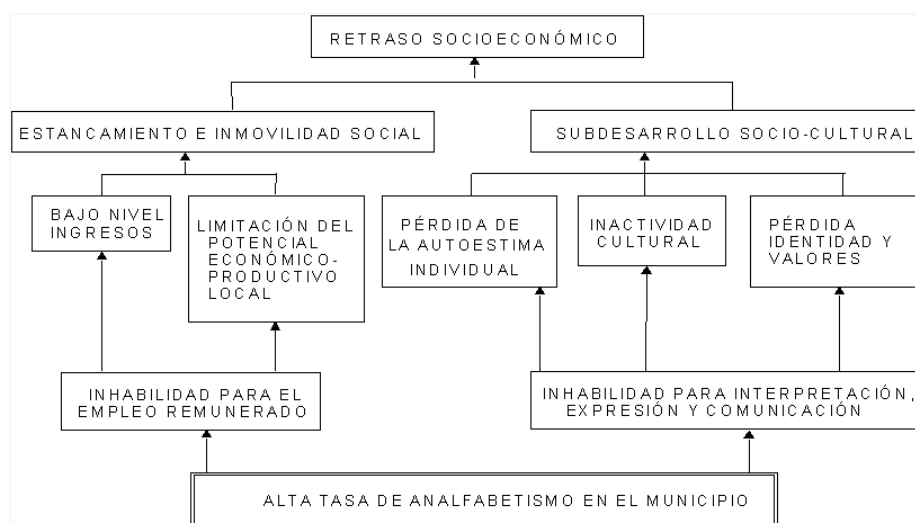 RETRASO SOCIOECONÓMICO
ESTANCAMIENTO E INMOVILIDAD SOCIAL
SUBDESARROLLO SOCIO-CULTURAL
BAJO NIVEL
INGRESOS
LIMITACIÓN DEL
POTENCIAL
ECONÓMICO-
PRODUCTIVO
LOCAL
PÉRDIDA DE
LA AUTOESTIMA
INDIVIDUAL
INACTIVIDAD
CULTURAL
PÉRDIDA
IDENTIDAD Y
VALORES
INHABILIDAD PARA EL
EMPLEO REMUNERADO
INHABILIDAD PARA INTERPRETACIÓN,
EXPRESIÓN Y COMUNICACIÓN
ALTA TASA DE ANALFABETISMO EN EL MUNICIPIO